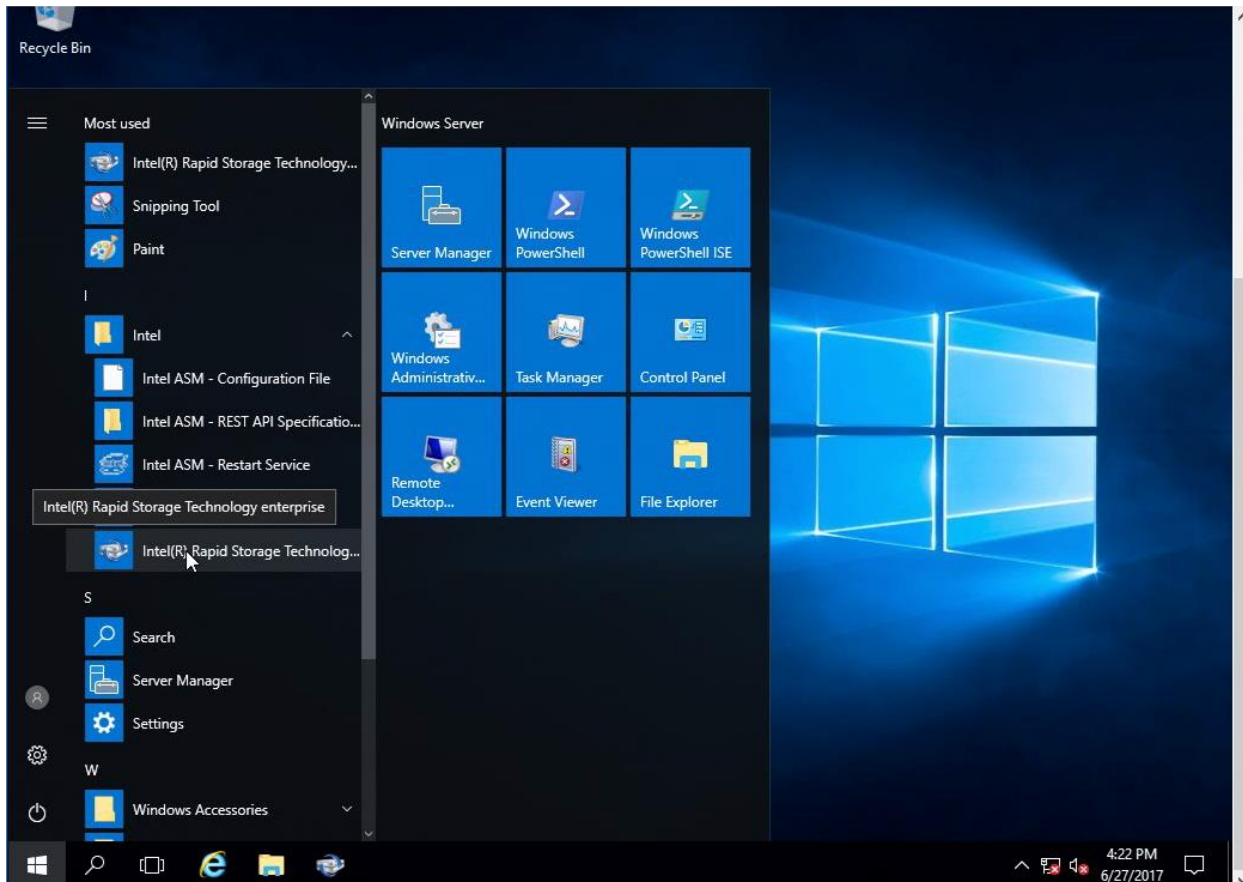 Recycle Bin
Most used
Intel(R) Rapid Storage Technology...
Snipping Tool
Paint
I
Intel
Intel ASM - Configuration File
Intel ASM - REST API Specificatio...
Intel ASM - Restart Service
Intel(R) Rapid Storage Technology enterprise
Intel(R) Rapid Storage Technolog...
S
Search
Server Manager
Settings
W
Windows Accessories
Windows Server
Server Manager
Windows
PowerShell
Windows
PowerShell ISE
Windows
Administrativ...
Task Manager
Control Panel
Remote
Desktop...
Event Viewer
File Explorer
4:22 PM
6/27/2017